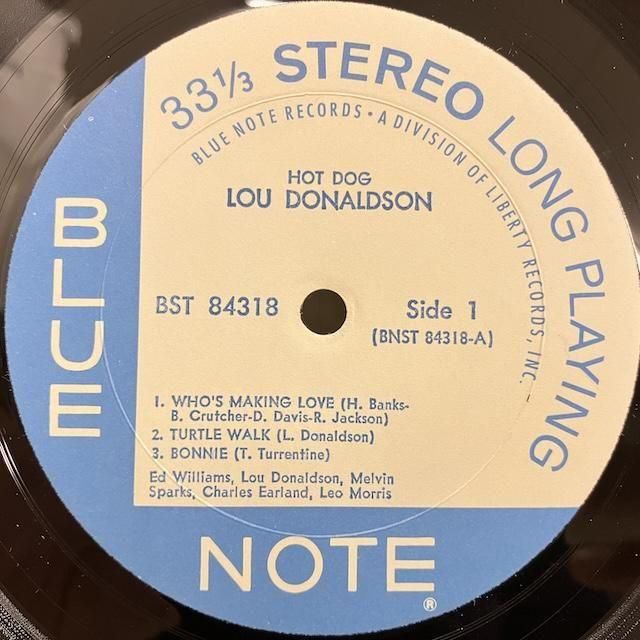 33⅓ STEREO LONG PLAYING
BLUE NOTE RECORDS • A DIVISION OF LIBERTY RECORDS, INC.
HOT DOG
LOU DONALDSON
BLUE
BST 84318
Side 1
(BNST 84318-A)
1. WHO'S MAKING LOVE (H. Banks-
B. Crutcher-D. Davis-R. Jackson)
2. TURTLE WALK (L. Donaldson)
3. BONNIE (T. Turrentine)
Ed Williams, Lou Donaldson, Melvin
Sparks, Charles Earland, Leo Morris
NOTE®